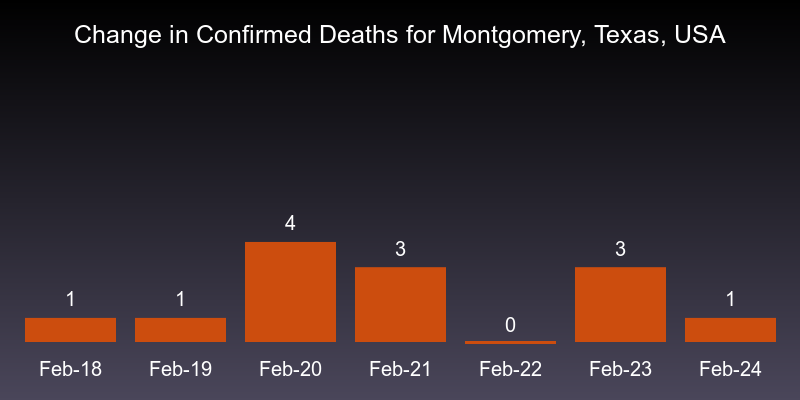 Change in Confirmed Deaths for Montgomery, Texas, USA
1 1 4 3 0 3 1
Feb-18 Feb-19 Feb-20 Feb-21 Feb-22 Feb-23 Feb-24